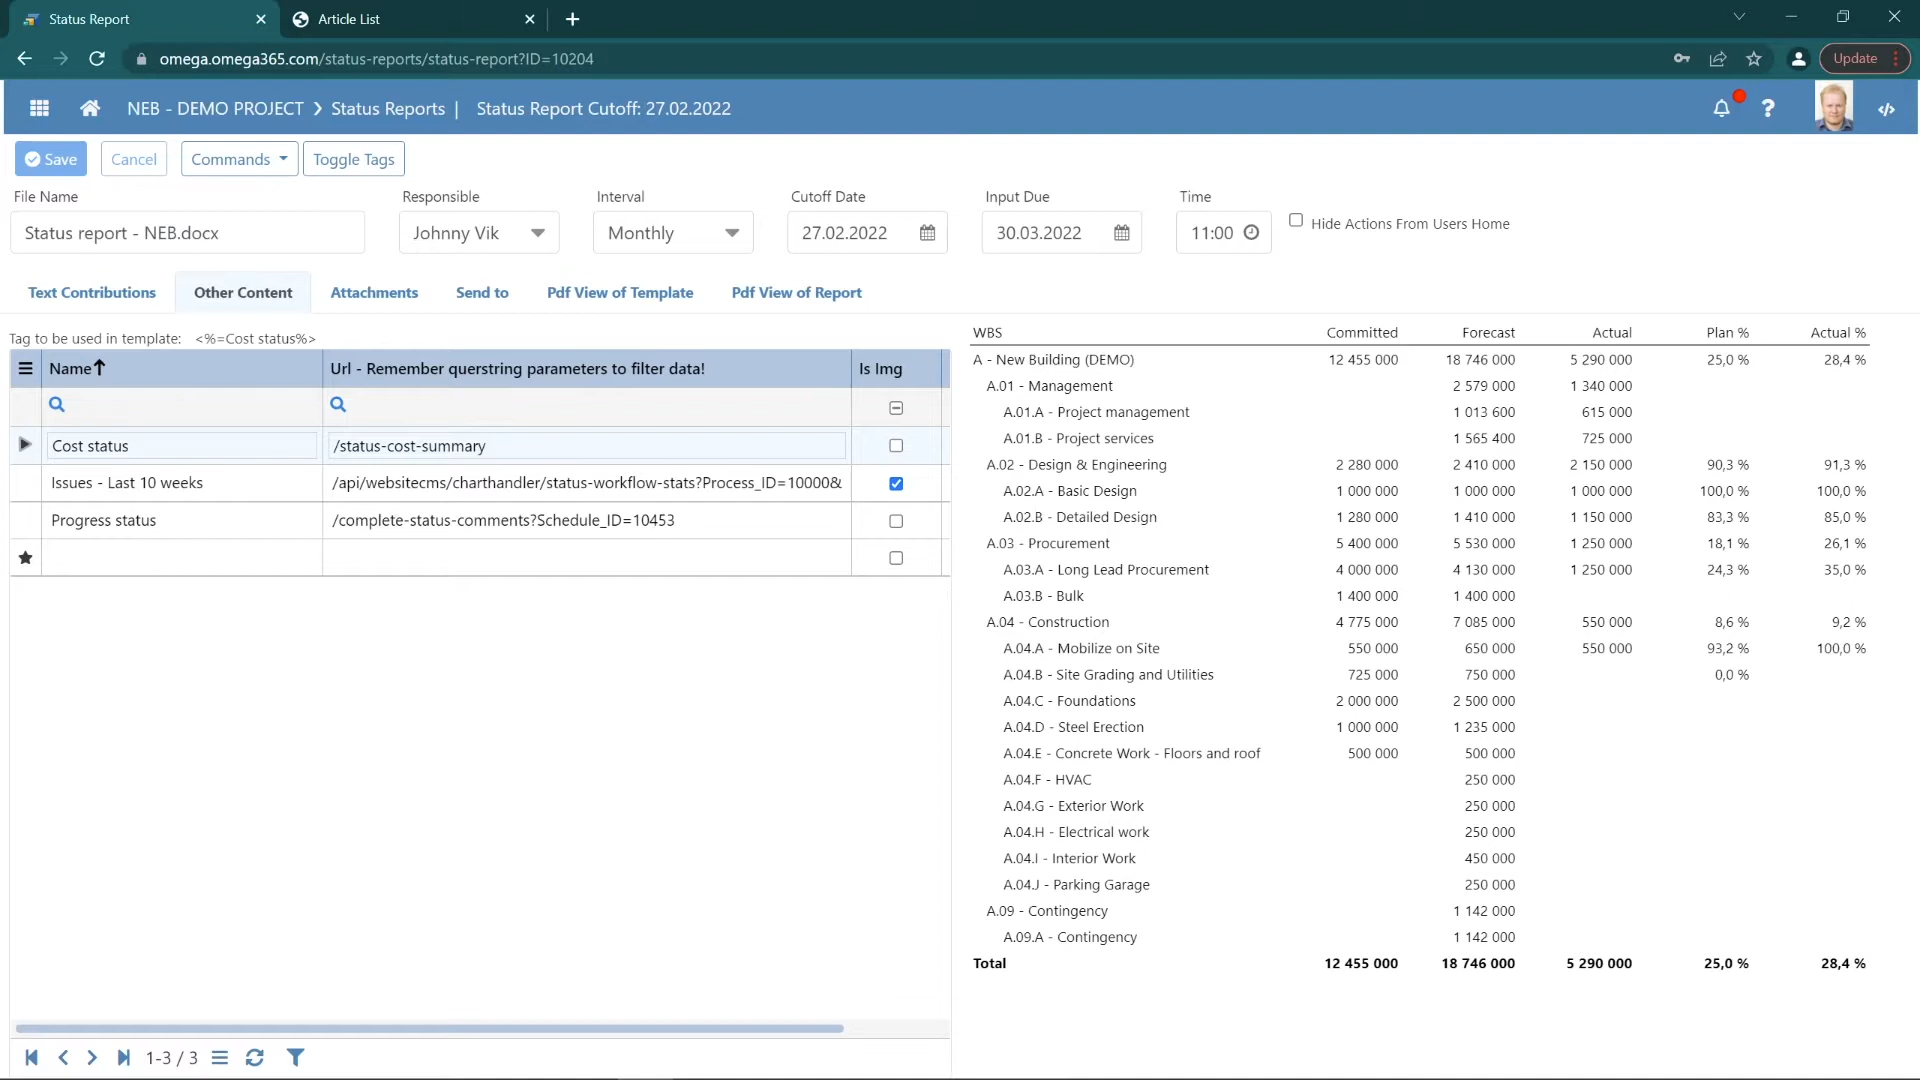 Status Report
Article List
omega.omega365.com/status-reports/status-report?ID=10204
Update
NEB - DEMO PROJECT
Status Reports |
Status Report Cutoff: 27.02.2022
Save
Cancel
Commands
Toggle Tags
File Name
Responsible
Interval
Cutoff Date
Input Due
Time
Status report - NEB.docx
Johnny Vik
Monthly
27.02.2022
30.03.2022
11:00
Hide Actions From Users Home
Text Contributions
Other Content
Attachments
Send to
Pdf View of Template
Pdf View of Report
Tag to be used in template: <%=Cost status%>
Name
Url - Remember querstring parameters to filter data!
Is Img
Cost status
/status-cost-summary
Issues - Last 10 weeks
/api/websitecms/charthandler/status-workflow-stats?Process_ID=10000&
Progress status
/complete-status-comments?Schedule_ID=10453
1-3 / 3
WBS Committed Forecast Actual Plan % Actual %
A - New Building (DEMO) 12 455 000 18 746 000 5 290 000 25,0 % 28,4 %
A.01 - Management 2 579 000 1 340 000
A.01.A - Project management 1 013 600 615 000
A.01.B - Project services 1 565 400 725 000
A.02 - Design & Engineering 2 280 000 2 410 000 2 150 000 90,3 % 91,3 %
A.02.A - Basic Design 1 000 000 1 000 000 1 000 000 100,0 % 100,0 %
A.02.B - Detailed Design 1 280 000 1 410 000 1 150 000 83,3 % 85,0 %
A.03 - Procurement 5 400 000 5 530 000 1 250 000 18,1 % 26,1 %
A.03.A - Long Lead Procurement 4 000 000 4 130 000 1 250 000 24,3 % 35,0 %
A.03.B - Bulk 1 400 000 1 400 000
A.04 - Construction 4 775 000 7 085 000 550 000 8,6 % 9,2 %
A.04.A - Mobilize on Site 550 000 650 000 550 000 93,2 % 100,0 %
A.04.B - Site Grading and Utilities 725 000 750 000 0,0 %
A.04.C - Foundations 2 000 000 2 500 000
A.04.D - Steel Erection 1 000 000 1 235 000
A.04.E - Concrete Work - Floors and roof 500 000 500 000
A.04.F - HVAC 250 000
A.04.G - Exterior Work 250 000
A.04.H - Electrical work 250 000
A.04.I - Interior Work 450 000
A.04.J - Parking Garage 250 000
A.09 - Contingency 1 142 000
A.09.A - Contingency 1 142 000
Total 12 455 000 18 746 000 5 290 000 25,0 % 28,4 %